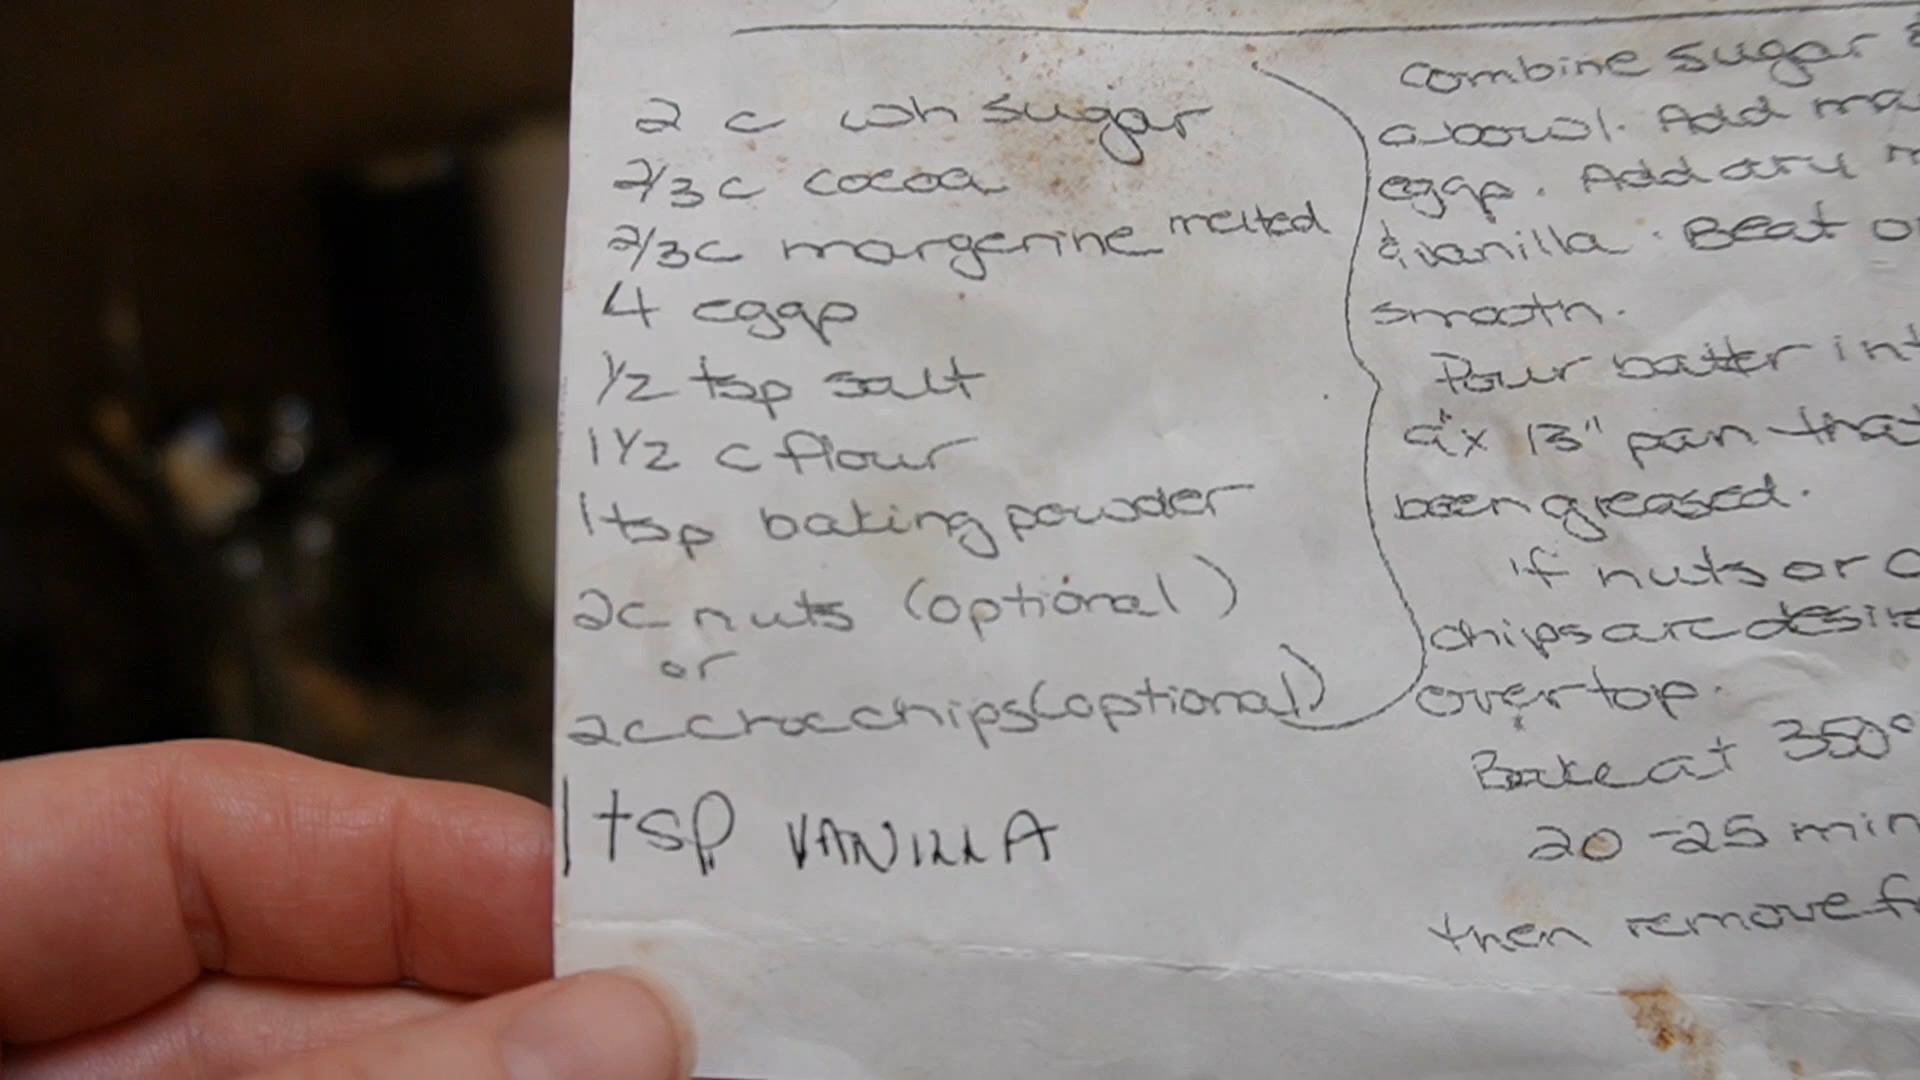 2 c wh sugar
2/3 c cocoa
2/3 c margerine melted
4 eggs
1/2 tsp salt
1 1/2 c flour
1 tsp baking powder
2c nuts (optional)
or
2c choc chips (optional)
1 tsp VANILLA
combine sugar &
a bowl. Add
eggs. Add dry
& vanilla. Beat
smooth.
Pour batter
9" x 13" pan
been greased.
if nuts or
chips are
over top.
Bake at 350°
20-25 min
then remove